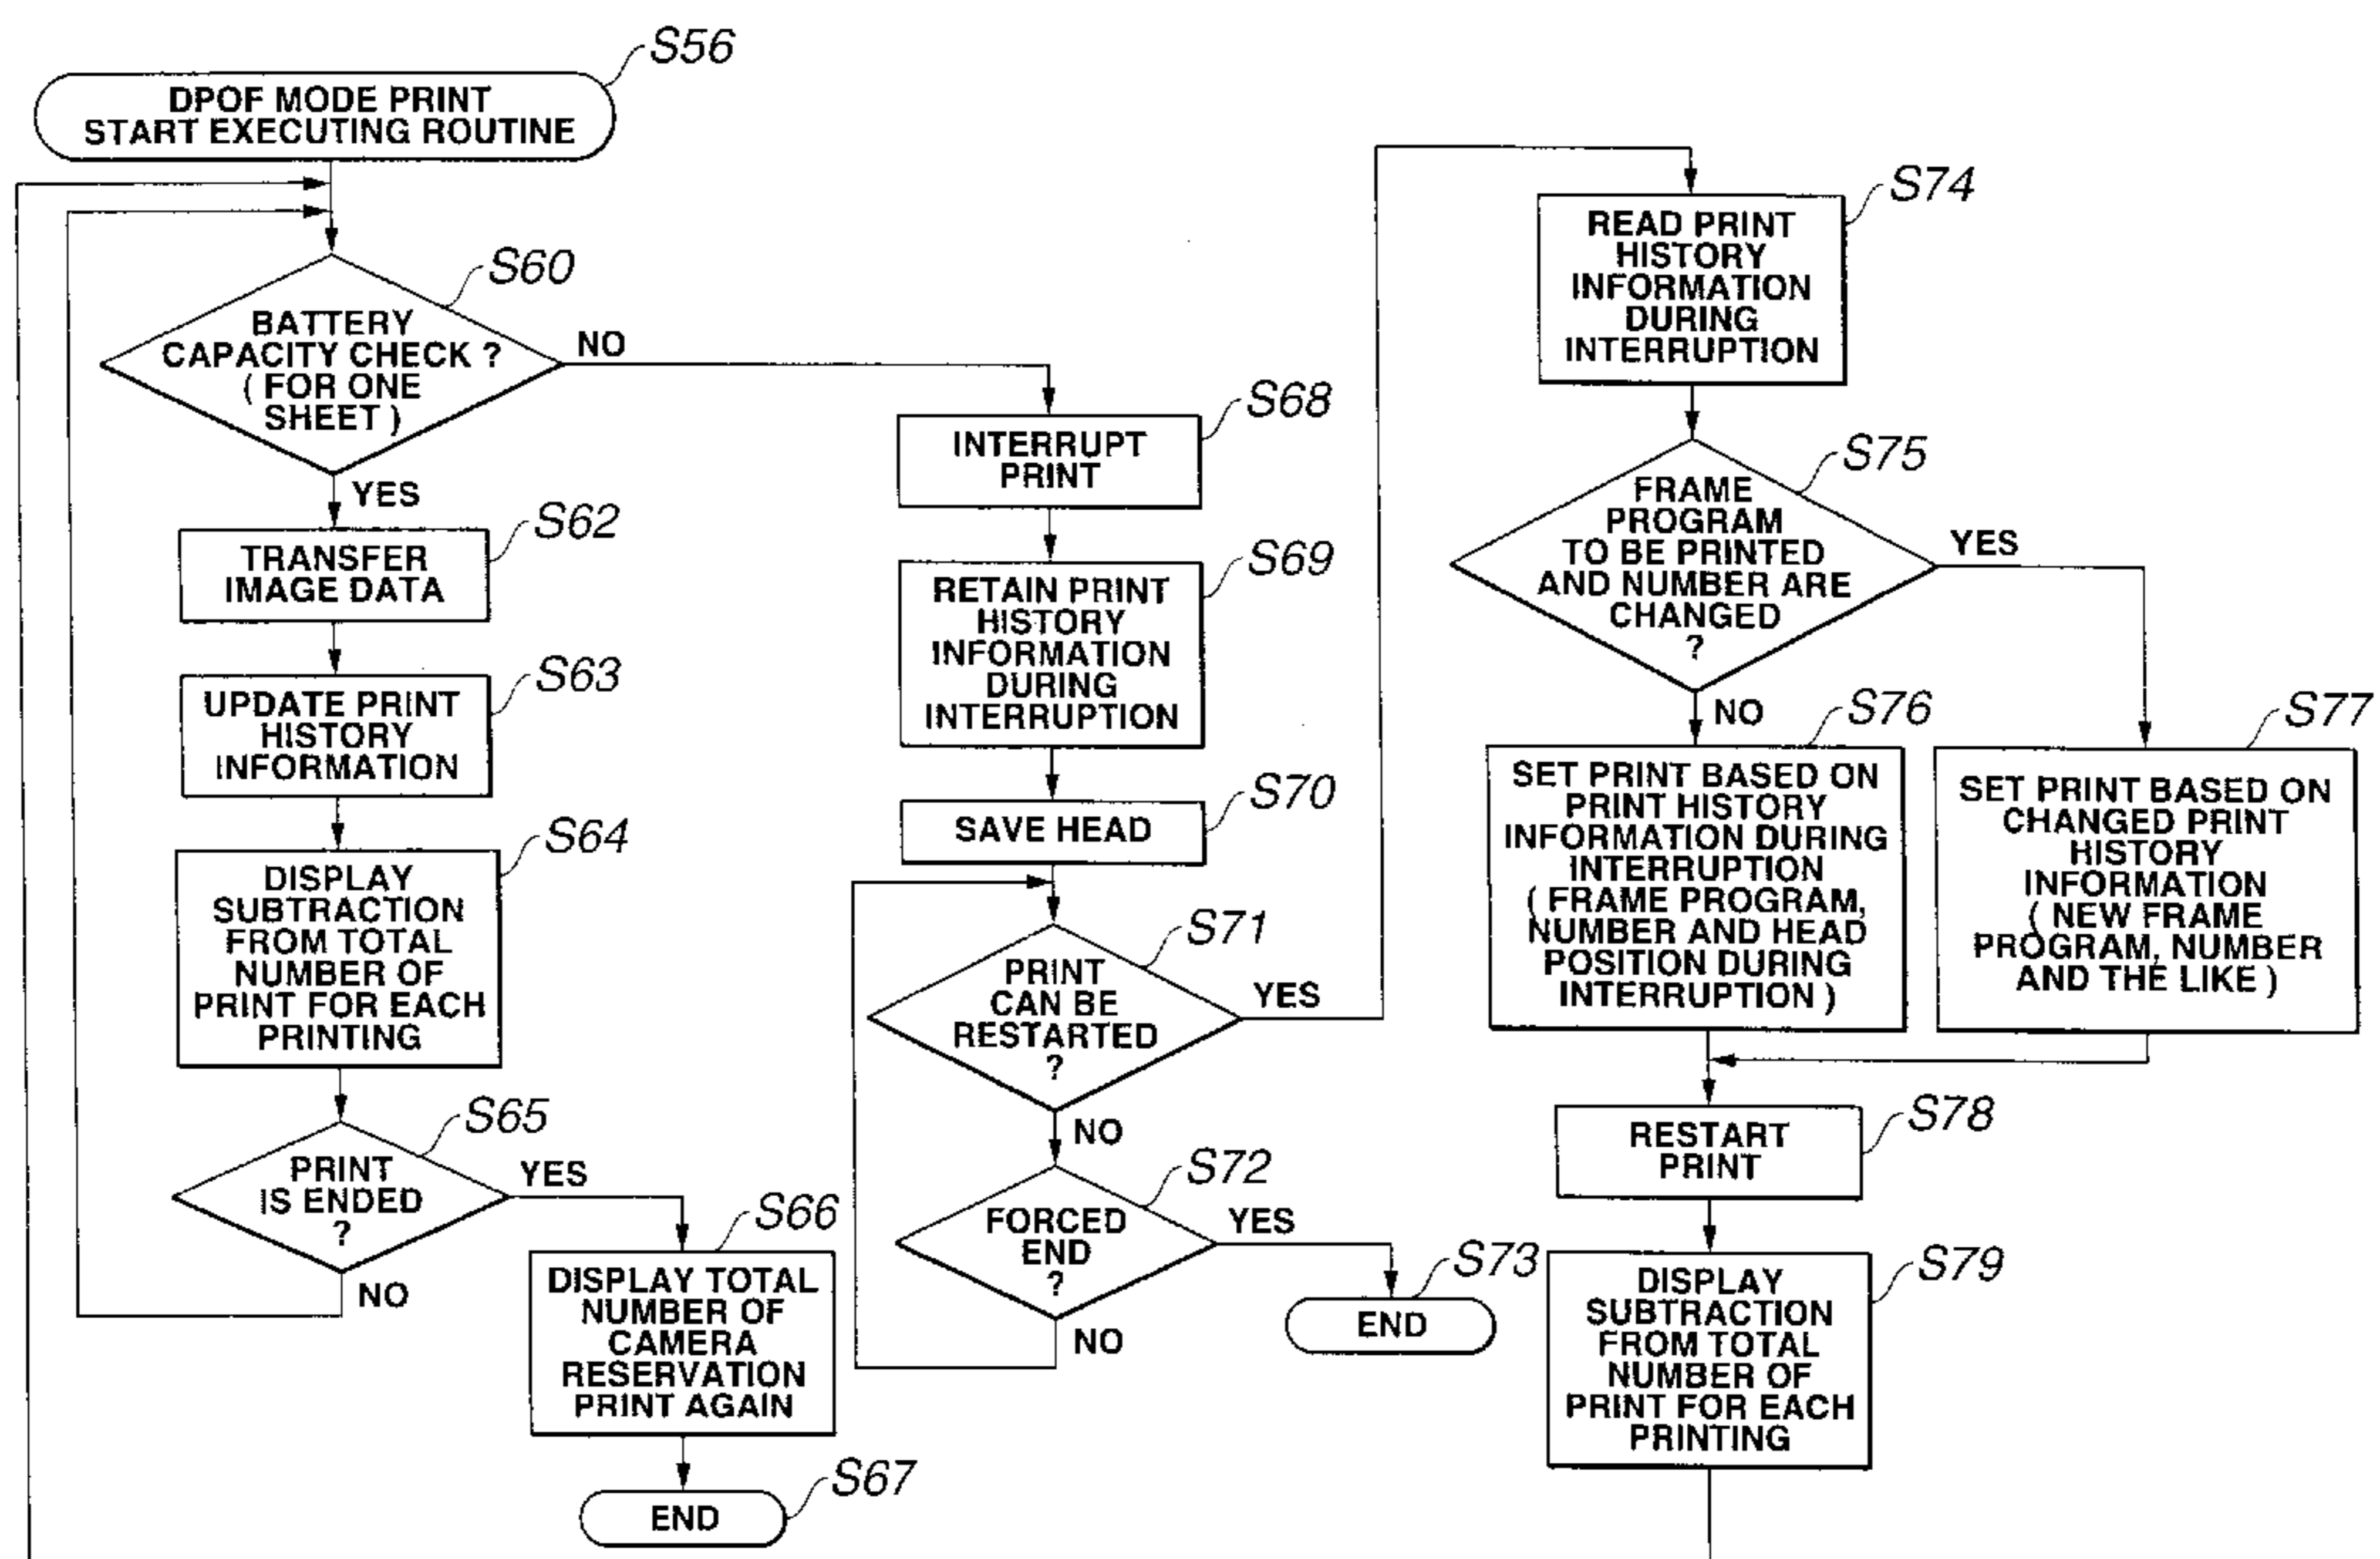 S56
DPOF MODE PRINT
START EXECUTING ROUTINE
S60
BATTERY
CAPACITY CHECK ?
( FOR ONE
SHEET )
NO
YES
S62
TRANSFER
IMAGE DATA
S63
UPDATE PRINT
HISTORY
INFORMATION
S64
DISPLAY
SUBTRACTION
FROM TOTAL
NUMBER OF
PRINT FOR EACH
PRINTING
S65
PRINT
IS ENDED
?
YES
NO
S66
DISPLAY TOTAL
NUMBER OF
CAMERA
RESERVATION
PRINT AGAIN
S67
END
S68
INTERRUPT
PRINT
S69
RETAIN PRINT
HISTORY
INFORMATION
DURING
INTERRUPTION
S70
SAVE HEAD
S71
PRINT
CAN BE
RESTARTED
?
YES
NO
S72
FORCED
END
?
YES
NO
S73
END
S74
READ PRINT
HISTORY
INFORMATION
DURING
INTERRUPTION
S75
FRAME
PROGRAM
TO BE PRINTED
AND NUMBER ARE
CHANGED
?
YES
NO
S76
SET PRINT BASED ON
PRINT HISTORY
INFORMATION DURING
INTERRUPTION
( FRAME PROGRAM,
NUMBER AND HEAD
POSITION DURING
INTERRUPTION )
S77
SET PRINT BASED ON
CHANGED PRINT
HISTORY
INFORMATION
( NEW FRAME
PROGRAM, NUMBER
AND THE LIKE )
S78
RESTART
PRINT
S79
DISPLAY
SUBTRACTION
FROM TOTAL
NUMBER OF
PRINT FOR EACH
PRINTING